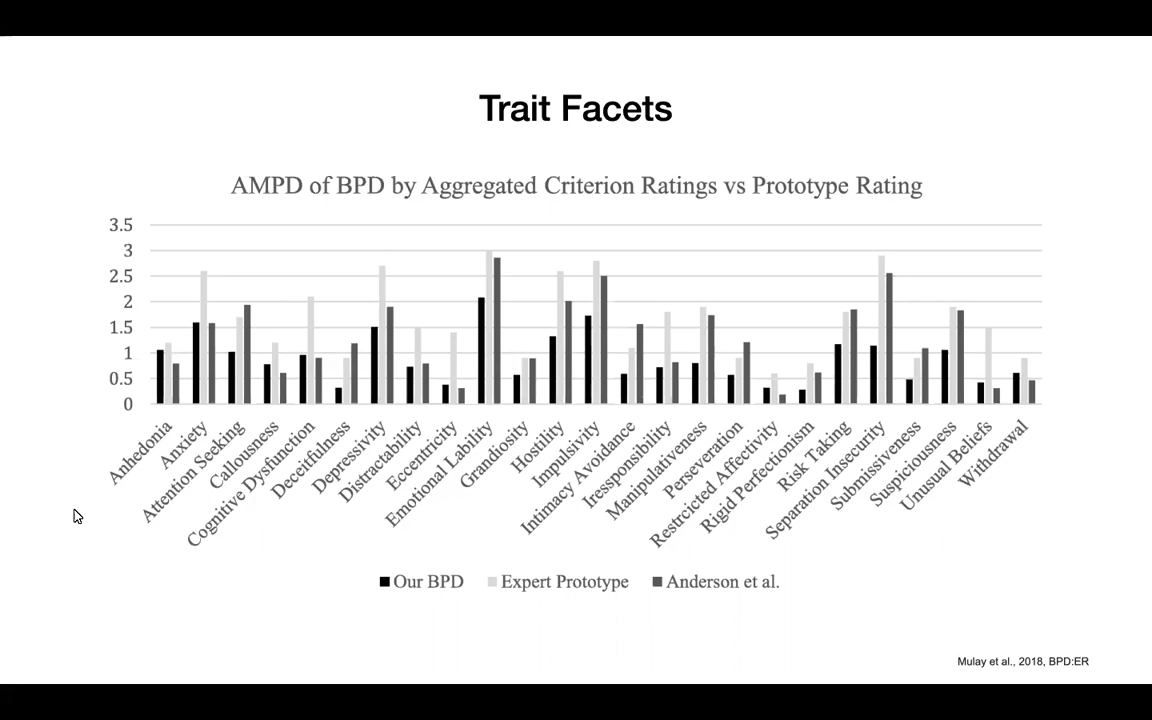 Trait Facets
AMPD of BPD by Aggregated Criterion Ratings vs Prototype Rating
3.5
3
2.5
2
1.5
1
0.5
0
Anhedonia
Anxiety
Attention Seeking
Callousness
Cognitive Dysfunction
Deceitfulness
Depressivity
Distractability
Eccentricity
Emotional Lability
Grandiosity
Hostility
Impulsivity
Intimacy Avoidance
Iressponsibility
Manipulativeness
Perseveration
Restrcicted Affectivity
Rigid Perfectionism
Risk Taking
Separation Insecurity
Submissiveness
Suspiciousness
Unusual Beliefs
Withdrawal
Our BPD Expert Prototype Anderson et al.
Mulay et al., 2018, BPD:ER